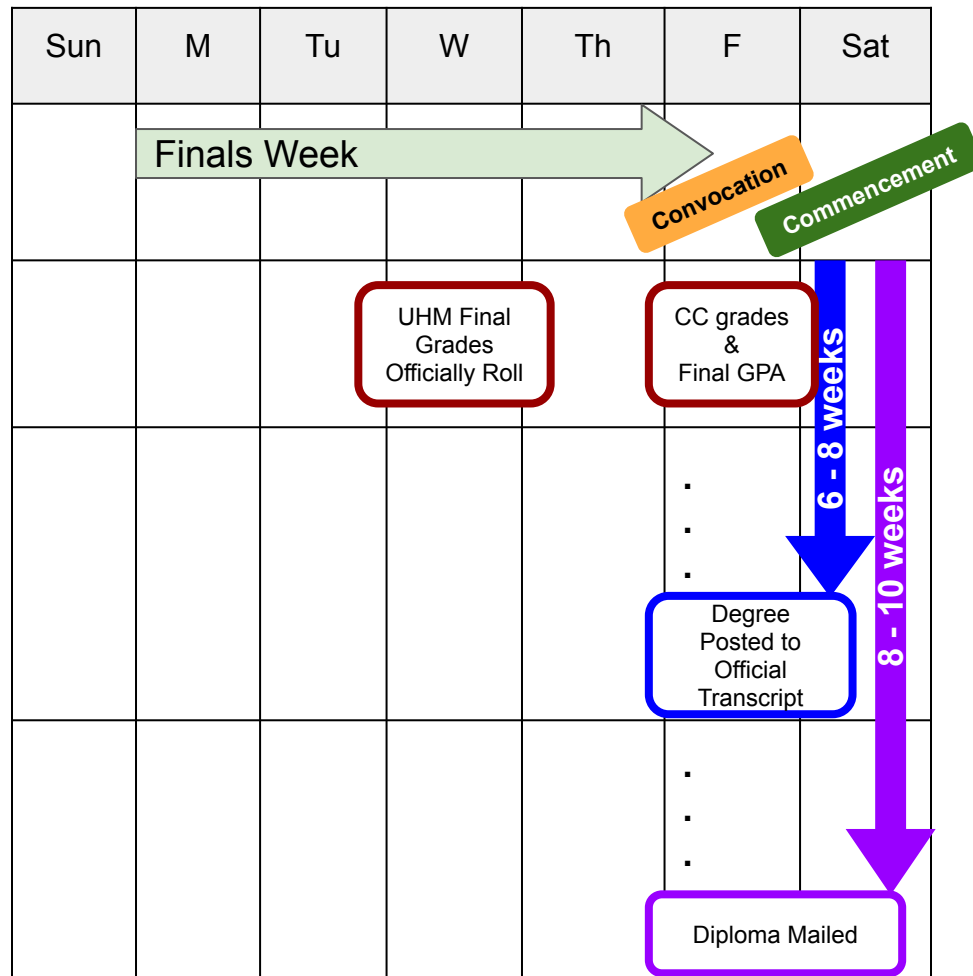 Sun M Tu W Th F Sat
Finals Week
Convocation
Commencement
UHM Final
Grades
Officially Roll
CC grades
&
Final GPA
6 - 8 weeks
8 - 10 weeks
.
.
.
Degree
Posted to
Official
Transcript
.
.
.
Diploma Mailed